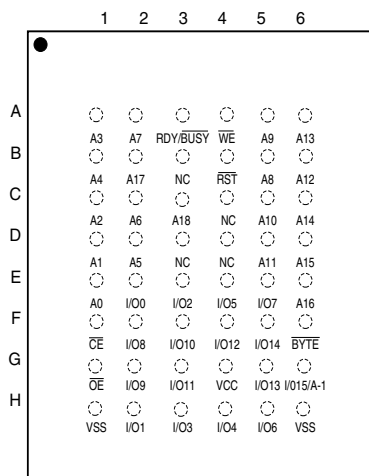 1 2 3 4 5 6
A
A3 A7 RDY/BUSY WE A9 A13
B
A4 A17 NC RST A8 A12
C
A2 A6 A18 NC A10 A14
D
A1 A5 NC NC A11 A15
E
A0 I/O0 I/O2 I/O5 I/O7 A16
F
CE I/O8 I/O10 I/O12 I/O14 BYTE
G
OE I/O9 I/O11 VCC I/O13 I/015/A-1
H
VSS I/O1 I/O3 I/O4 I/O6 VSS